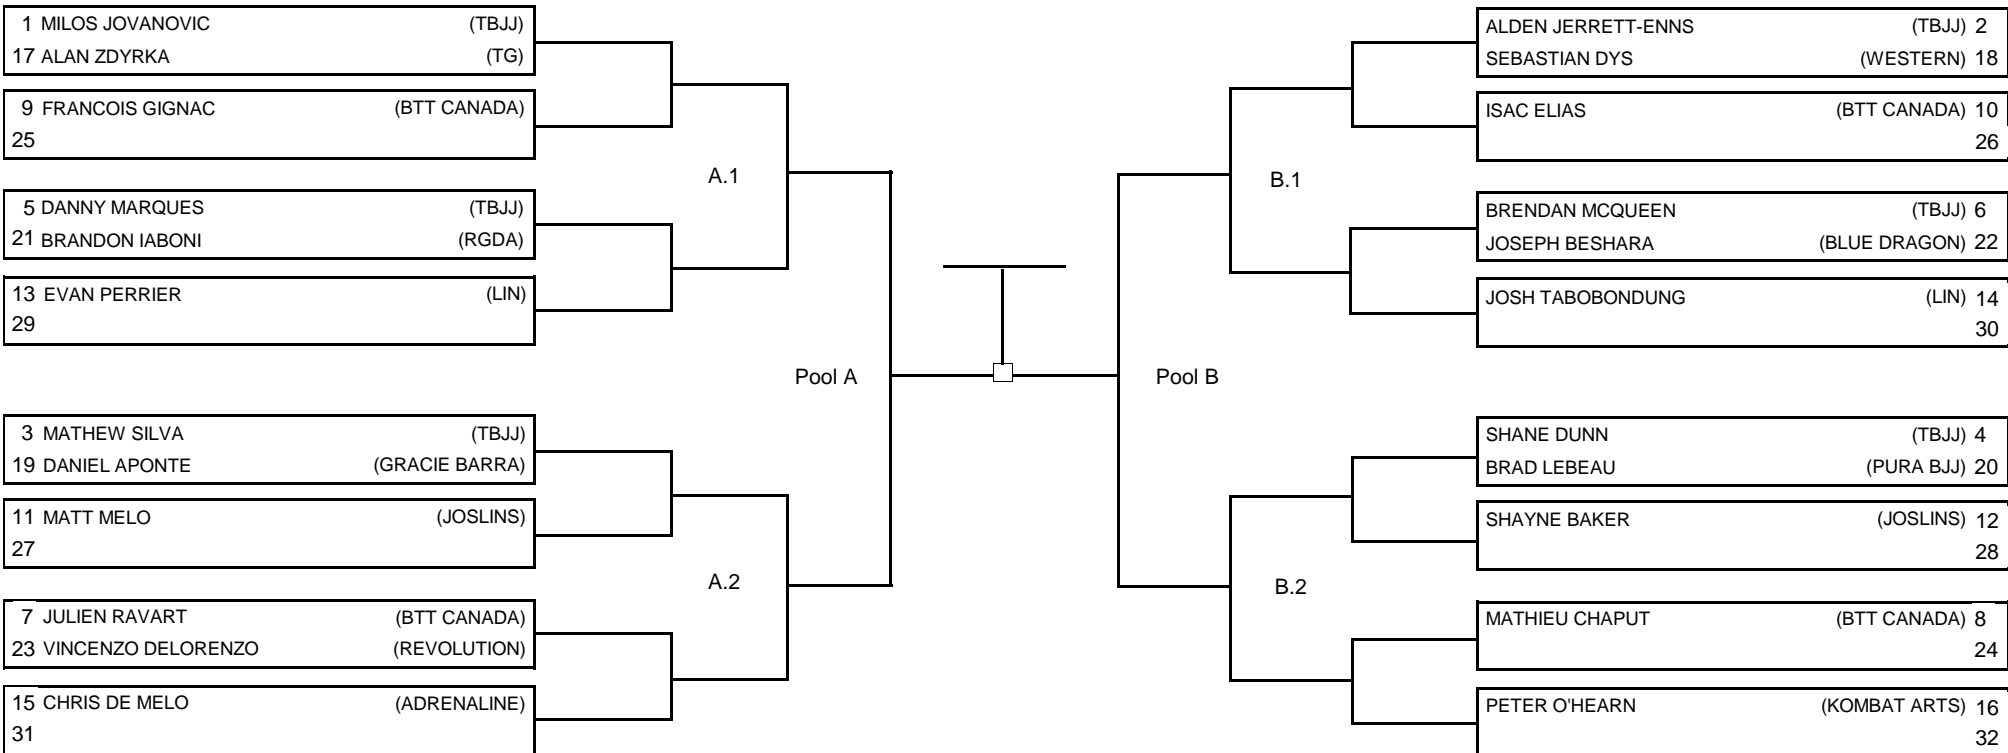 1 MILOS JOVANOVIC (TBJJ)
17 ALAN ZDYRKA (TG)
9 FRANCOIS GIGNAC (BTT CANADA)
25
A.1
5 DANNY MARQUES (TBJJ)
21 BRANDON IABONI (RGDA)
13 EVAN PERRIER (LIN)
29
Pool A
3 MATHEW SILVA (TBJJ)
19 DANIEL APONTE (GRACIE BARRA)
11 MATT MELO (JOSLINS)
27
A.2
7 JULIEN RAVART (BTT CANADA)
23 VINCENZO DELORENZO (REVOLUTION)
15 CHRIS DE MELO (ADRENALINE)
31
ALDEN JERRETT-ENNS (TBJJ) 2
SEBASTIAN DYS (WESTERN) 18
ISAC ELIAS (BTT CANADA) 10
26
B.1
BRENDAN MCQUEEN (TBJJ) 6
JOSEPH BESHARA (BLUE DRAGON) 22
JOSH TABOBONDUNG (LIN) 14
30
Pool B
SHANE DUNN (TBJJ) 4
BRAD LEBEAU (PURA BJJ) 20
SHAYNE BAKER (JOSLINS) 12
28
B.2
MATHIEU CHAPUT (BTT CANADA) 8
24
PETER O'HEARN (KOMBAT ARTS) 16
32